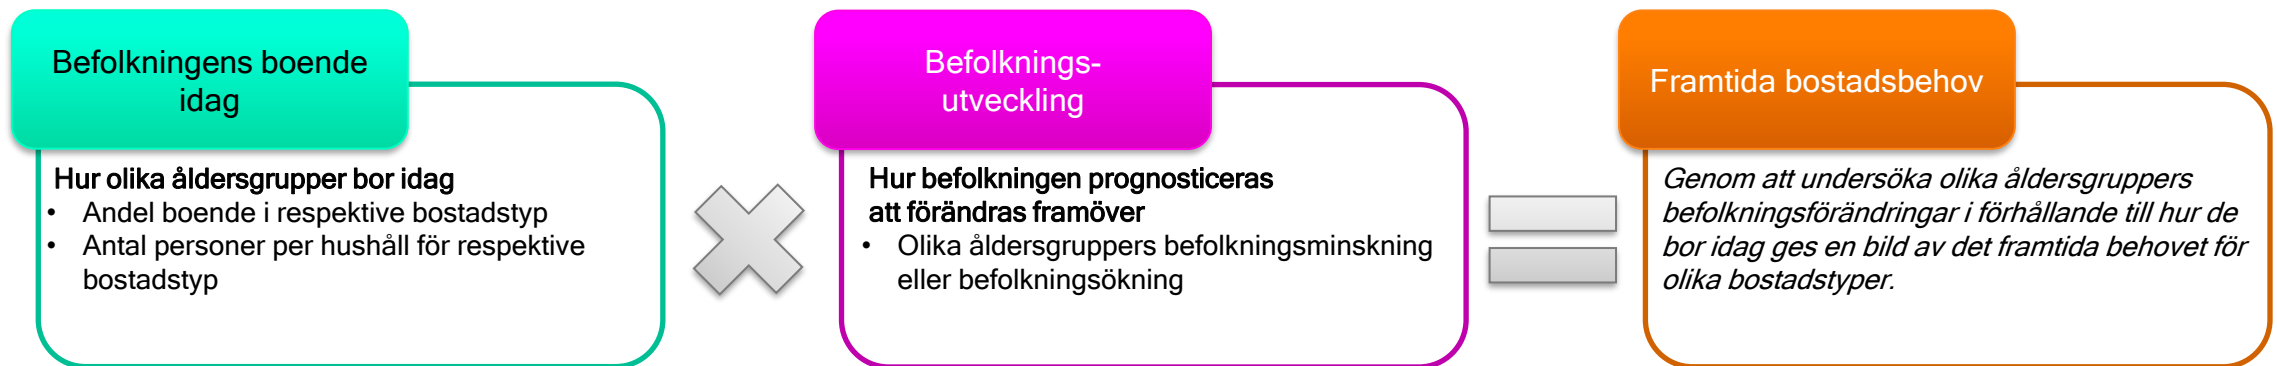 Befolkningens boende
idag
Hur olika åldersgrupper bor idag
• Andel boende i respektive bostadstyp
• Antal personer per hushåll för respektive
bostadstyp
Befolknings-
utveckling
Hur befolkningen prognosticeras
att förändras framöver
• Olika åldersgruppers befolkningsminskning
eller befolkningsökning
Framtida bostadsbehov
Genom att undersöka olika åldersgruppers
befolkningsförändringar i förhållande till hur de
bor idag ges en bild av det framtida behovet för
olika bostadstyper.